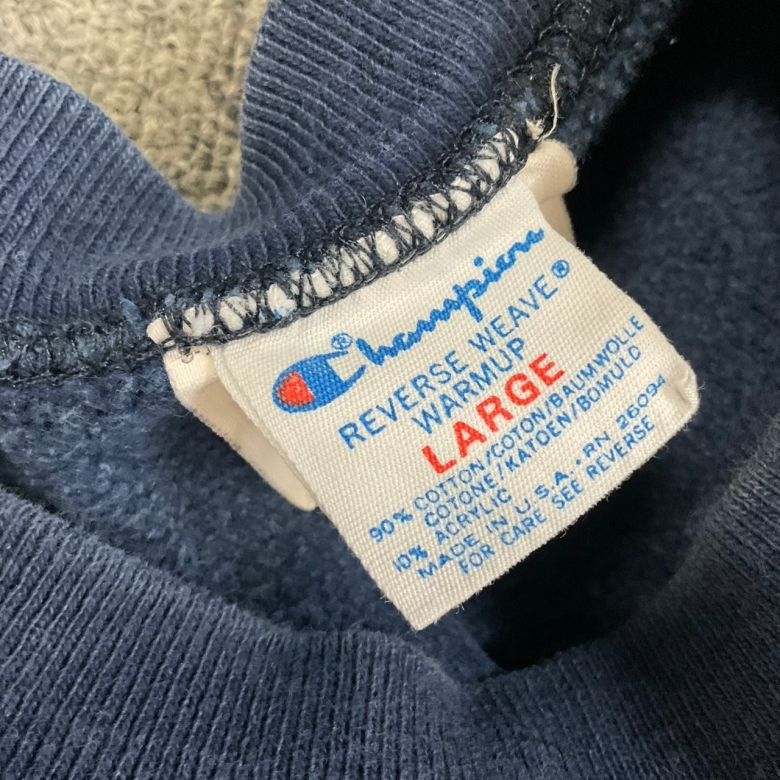 Champion®
REVERSE WEAVE®
WARMUP
LARGE
90% COTTON/COTON/BAUMWOLLE
COTONE/KATOEN/BOMULD
10% ACRYLIC
MADE IN U.S.A. • RN 26094
FOR CARE SEE REVERSE